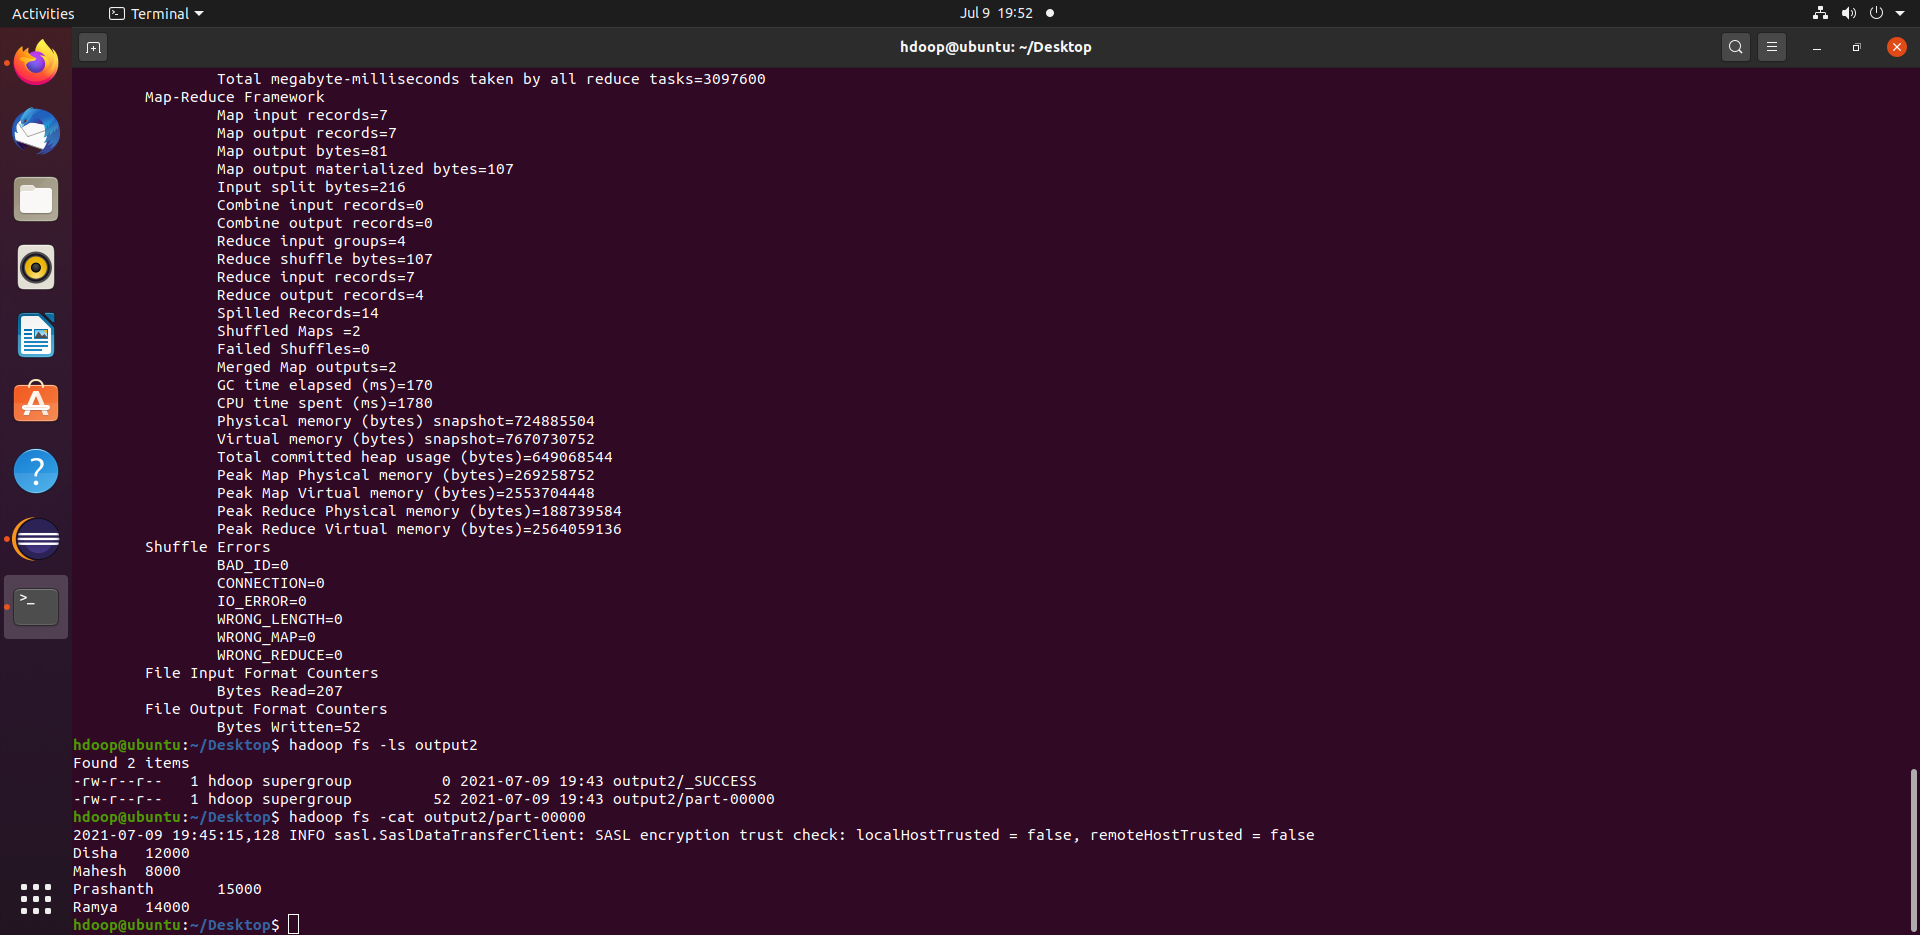 Activities Terminal Jul 9 19:52
hdoop@ubuntu: ~/Desktop
Total megabyte-milliseconds taken by all reduce tasks=3097600
Map-Reduce Framework
Map input records=7
Map output records=7
Map output bytes=81
Map output materialized bytes=107
Input split bytes=216
Combine input records=0
Combine output records=0
Reduce input groups=4
Reduce shuffle bytes=107
Reduce input records=7
Reduce output records=4
Spilled Records=14
Shuffled Maps =2
Failed Shuffles=0
Merged Map outputs=2
GC time elapsed (ms)=170
CPU time spent (ms)=1780
Physical memory (bytes) snapshot=724885504
Virtual memory (bytes) snapshot=7670730752
Total committed heap usage (bytes)=649068544
Peak Map Physical memory (bytes)=269258752
Peak Map Virtual memory (bytes)=2553704448
Peak Reduce Physical memory (bytes)=188739584
Peak Reduce Virtual memory (bytes)=2564059136
Shuffle Errors
BAD_ID=0
CONNECTION=0
IO_ERROR=0
WRONG_LENGTH=0
WRONG_MAP=0
WRONG_REDUCE=0
File Input Format Counters
Bytes Read=207
File Output Format Counters
Bytes Written=52
hdoop@ubuntu:~/Desktop$ hadoop fs -ls output2
Found 2 items
-rw-r--r--   1 hdoop supergroup          0 2021-07-09 19:43 output2/_SUCCESS
-rw-r--r--   1 hdoop supergroup         52 2021-07-09 19:43 output2/part-00000
hdoop@ubuntu:~/Desktop$ hadoop fs -cat output2/part-00000
2021-07-09 19:45:15,128 INFO sasl.SaslDataTransferClient: SASL encryption trust check: localHostTrusted = false, remoteHostTrusted = false
Disha   12000
Mahesh  8000
Prashanth       15000
Ramya   14000
hdoop@ubuntu:~/Desktop$